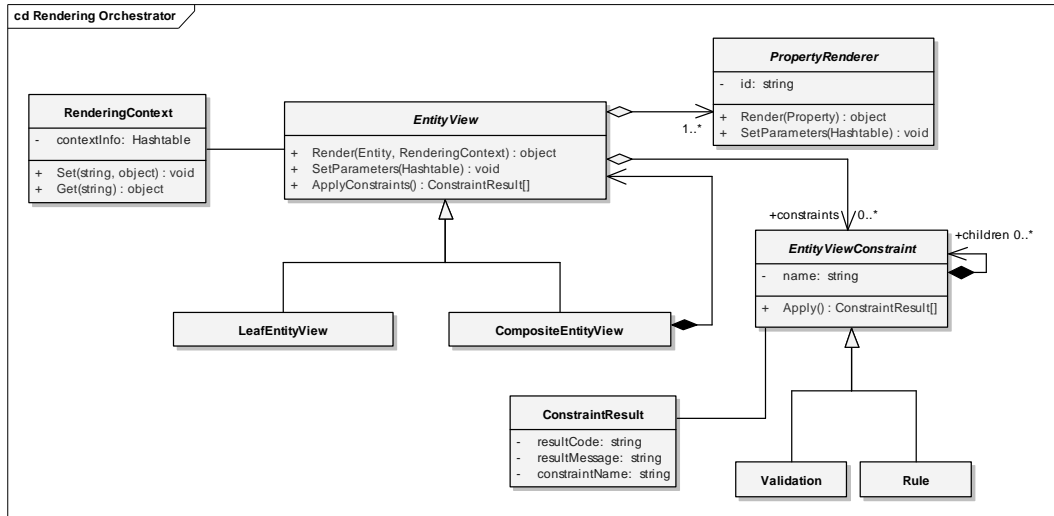 cd Rendering Orchestrator
PropertyRenderer
- id: string
+ Render(Property) : object
+ SetParameters(Hashtable) : void
RenderingContext
- contextInfo: Hashtable
+ Set(string, object) : void
+ Get(string) : object
EntityView
+ Render(Entity, RenderingContext) : object
+ SetParameters(Hashtable) : void
+ ApplyConstraints() : ConstraintResult[]
1..*
+constraints 0..*
+children 0..*
EntityViewConstraint
- name: string
+ Apply() : ConstraintResult[]
LeafEntityView
CompositeEntityView
ConstraintResult
- resultCode: string
- resultMessage: string
- constraintName: string
Validation
Rule